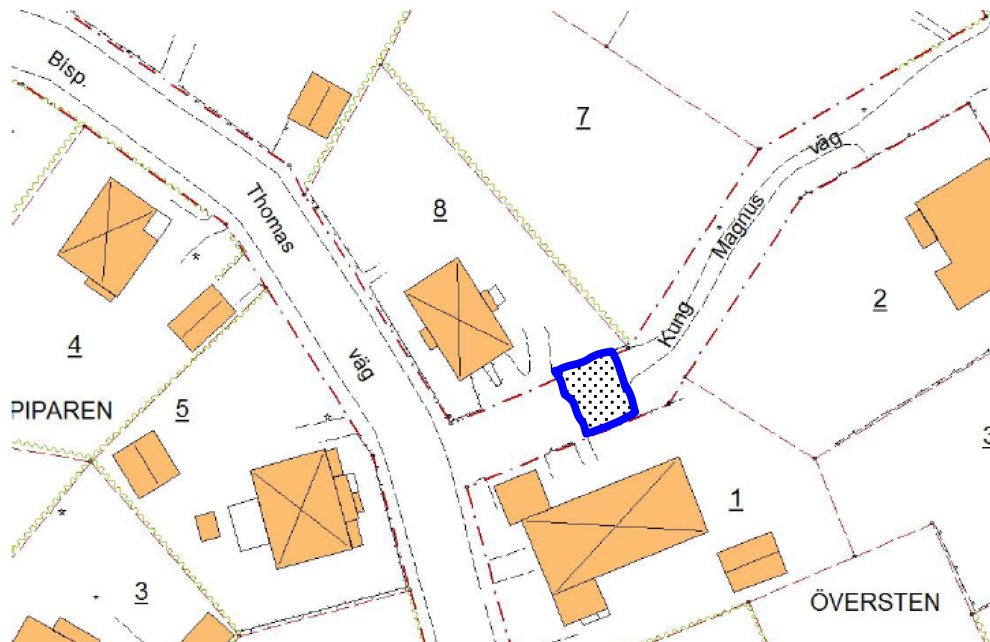 Bisp.
Thomas
väg
7
8
väg
Magnus
Kung
2
4
PIPAREN
5
3
1
3
ÖVERSTEN